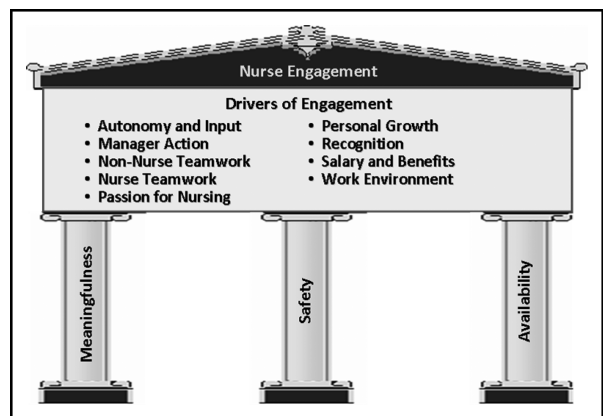 Nurse Engagement
Drivers of Engagement
• Autonomy and Input
• Manager Action
• Non-Nurse Teamwork
• Nurse Teamwork
• Passion for Nursing
• Personal Growth
• Recognition
• Salary and Benefits
• Work Environment
Meaningfulness
Safety
Availability